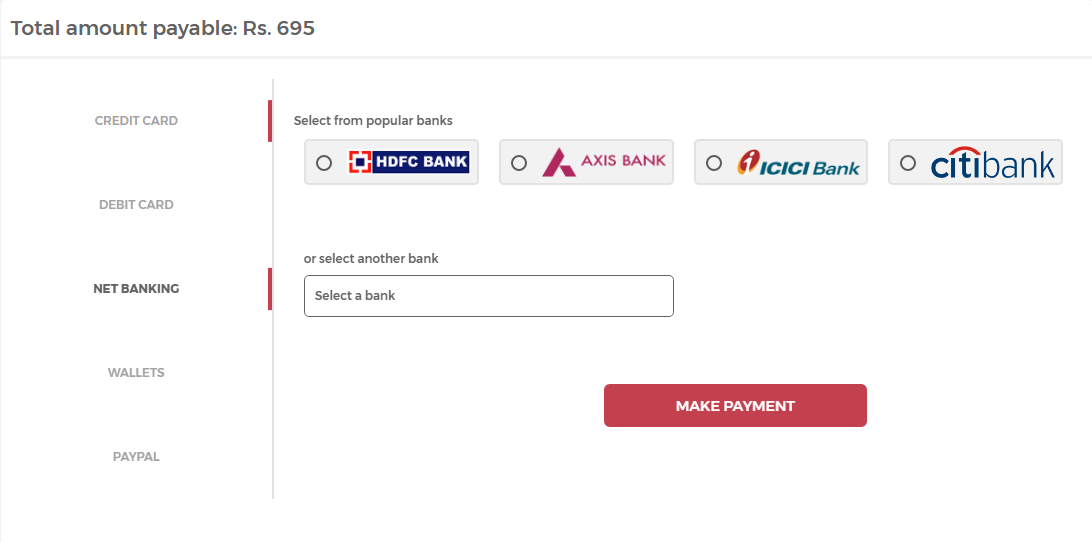 Total amount payable: Rs. 695
CREDIT CARD
DEBIT CARD
NET BANKING
WALLETS
PAYPAL
Select from popular banks
HDFC BANK
AXIS BANK
ICICI Bank
citibank
or select another bank
Select a bank
MAKE PAYMENT